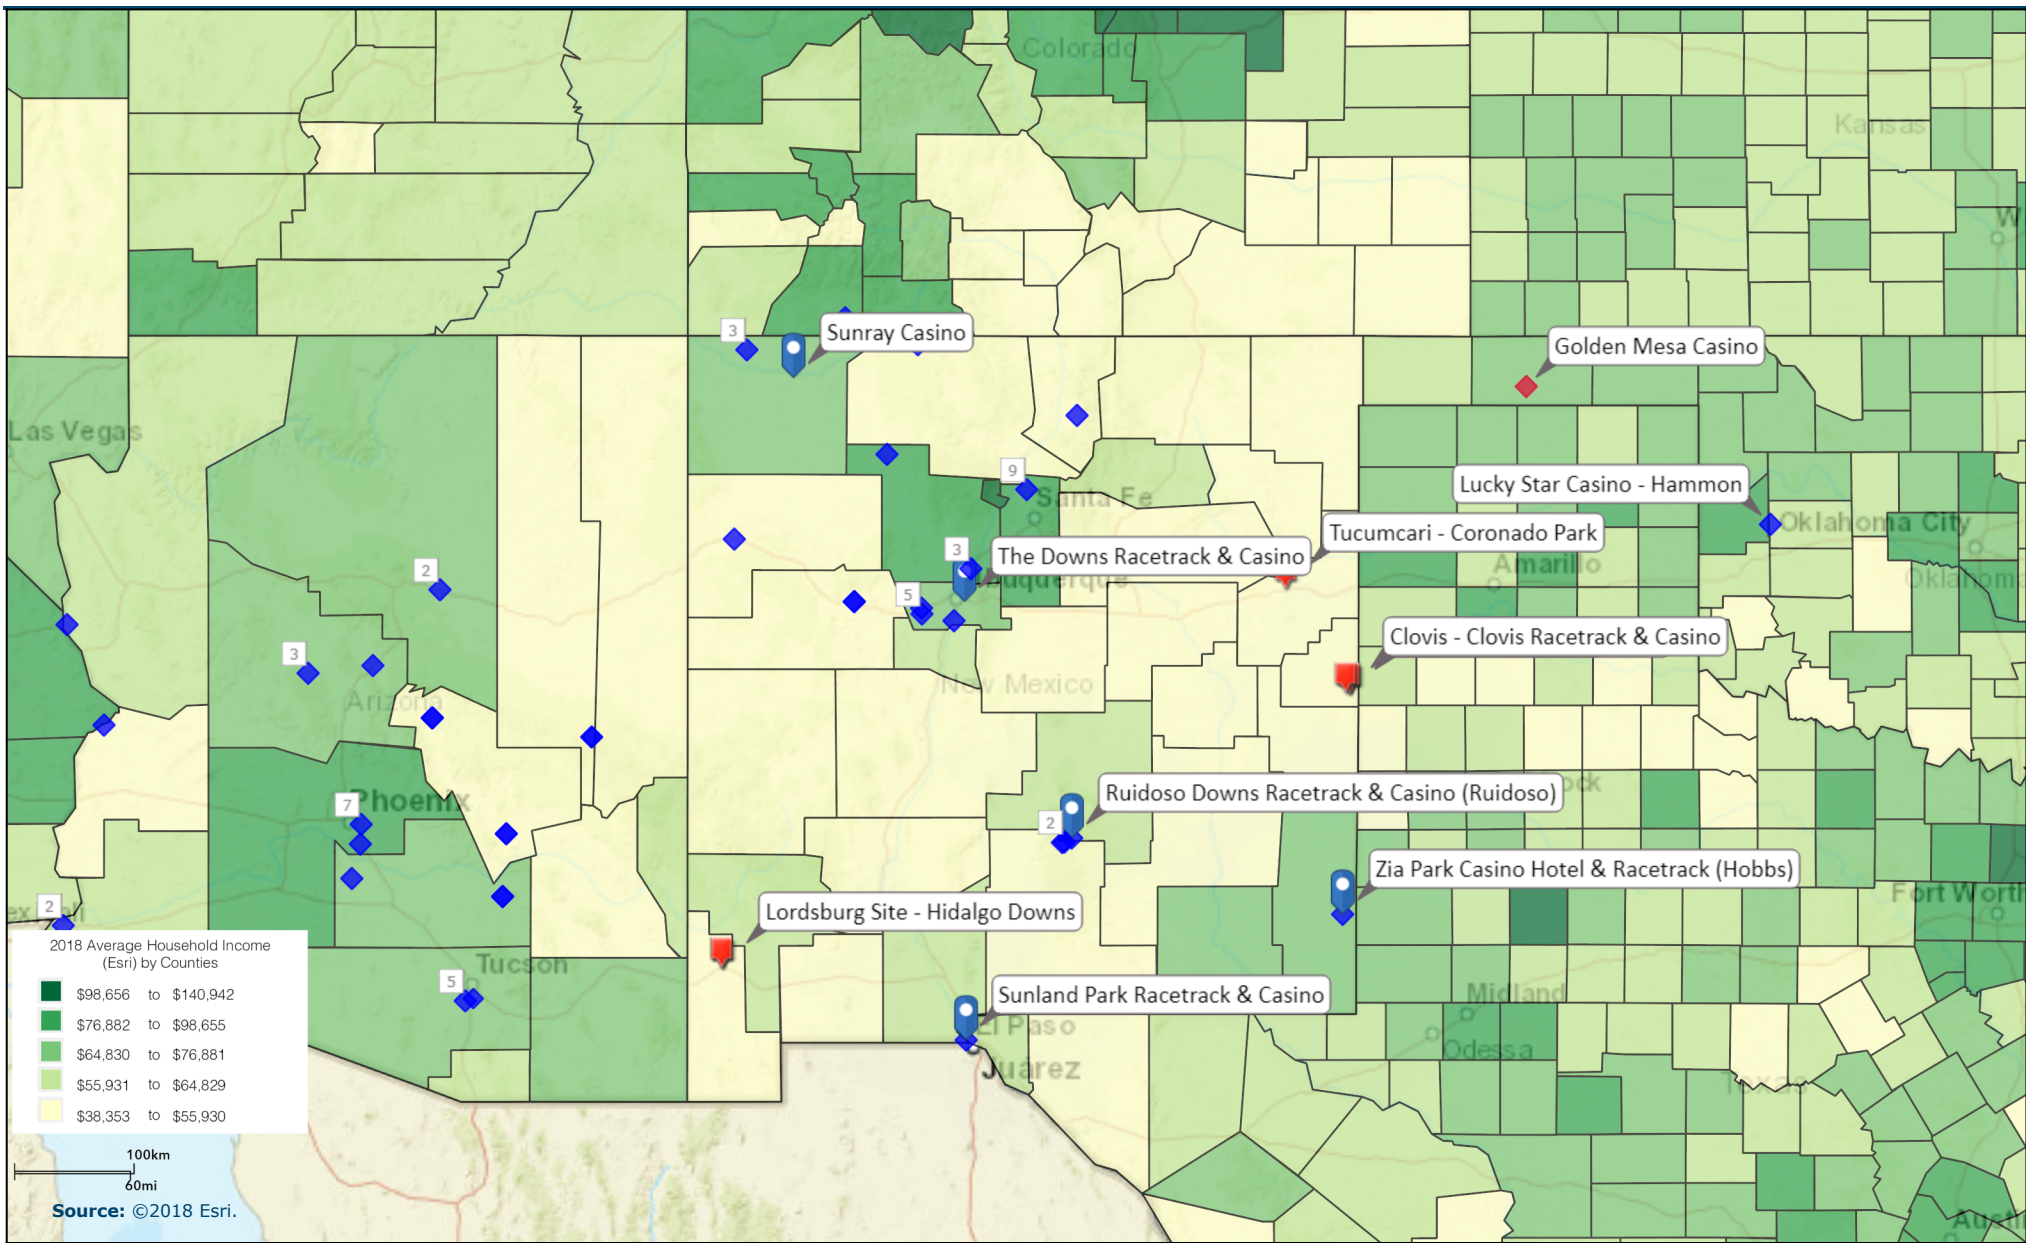 Colorado
Kansas
W
3
Sunray Casino
Golden Mesa Casino
Las Vegas
9
Santa Fe
Lucky Star Casino - Hammon
Oklahoma City
Tucumcari - Coronado Park
3
The Downs Racetrack & Casino
Amarillo
Oklahoma
2
5
uquerque
Clovis - Clovis Racetrack & Casino
3
New Mexico
Arizona
Ruidoso Downs Racetrack & Casino (Ruidoso)
ock
7
Phoenix
2
Zia Park Casino Hotel & Racetrack (Hobbs)
Fort Worth
2
Lordsburg Site - Hidalgo Downs
2018 Average Household Income
(Esri) by Counties
$98,656 to $140,942
$76,882 to $98,655
$64,830 to $76,881
$55,931 to $64,829
$38,353 to $55,930
Tucson
5
Sunland Park Racetrack & Casino
Midland
El Paso
Odessa
Juárez
Texas
100km
60mi
Source: ©2018 Esri.
Austi